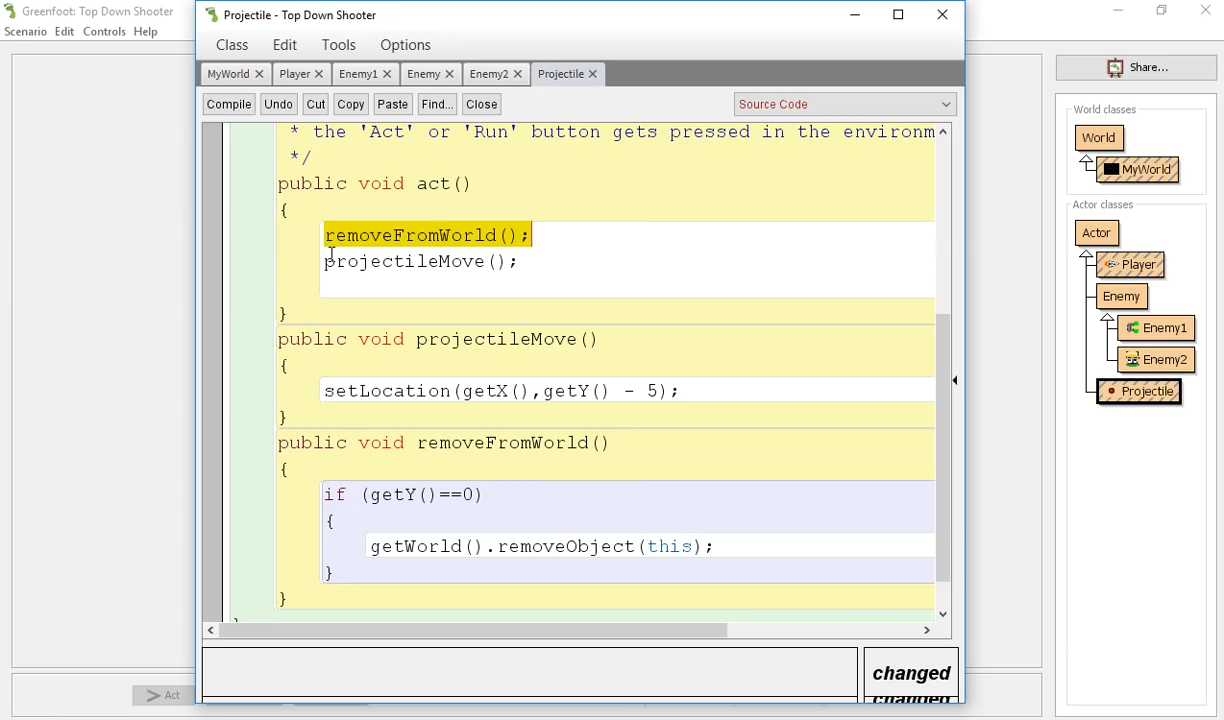 Greenfoot: Top Down Shooter
Scenario Edit Controls Help
Projectile - Top Down Shooter
Class Edit Tools Options
MyWorld Player Enemy1 Enemy Enemy2 Projectile
Compile Undo Cut Copy Paste Find... Close Source Code
* the 'Act' or 'Run' button gets pressed in the environm
*/
public void act()
{
removeFromWorld();
projectileMove();
}
public void projectileMove()
{
setLocation(getX(),getY() - 5);
}
public void removeFromWorld()
{
if (getY()==0)
{
getWorld().removeObject(this);
}
}
changed
changed
Act
Share...
World classes
World
MyWorld
Actor classes
Actor
Player
Enemy
Enemy1
Enemy2
Projectile